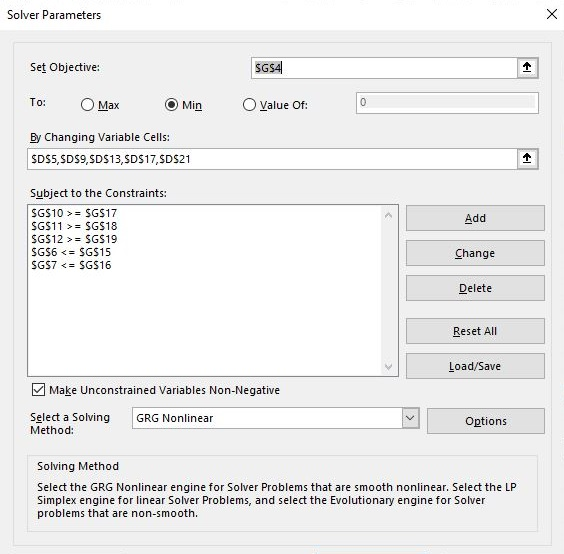 Solver Parameters
Set Objective:
$G$4
To:
Max
Min
Value Of:
0
By Changing Variable Cells:
$D$5,$D$9,$D$13,$D$17,$D$21
Subject to the Constraints:
$G$10 >= $G$17
$G$11 >= $G$18
$G$12 >= $G$19
$G$6 <= $G$15
$G$7 <= $G$16
Add
Change
Delete
Reset All
Load/Save
Make Unconstrained Variables Non-Negative
Select a Solving
Method:
GRG Nonlinear
Options
Solving Method
Select the GRG Nonlinear engine for Solver Problems that are smooth nonlinear. Select the LP
Simplex engine for linear Solver Problems, and select the Evolutionary engine for Solver
problems that are non-smooth.